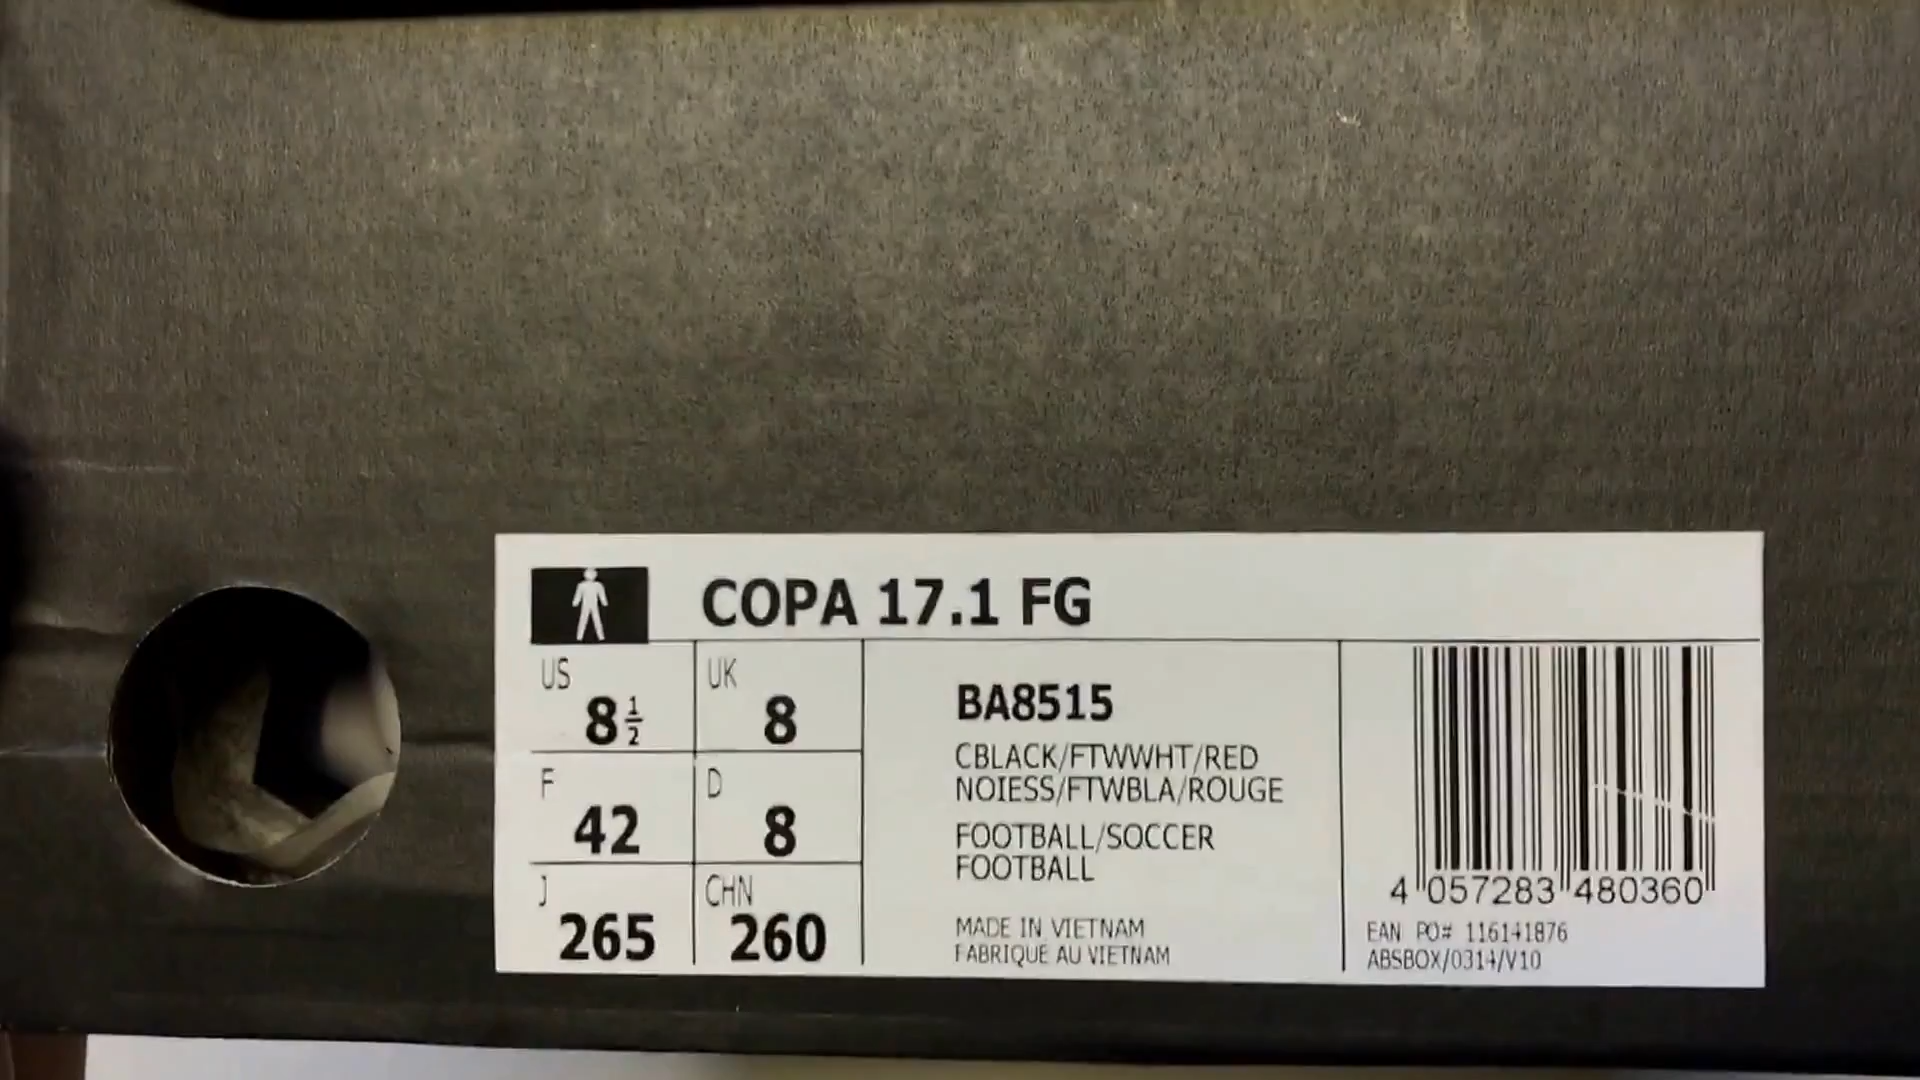 COPA 17.1 FG
US 8 1/2
UK 8
F 42
D 8
J 265
CHN 260
BA8515
CBLACK/FTWWHT/RED
NOIESS/FTWBLA/ROUGE
FOOTBALL/SOCCER
FOOTBALL
MADE IN VIETNAM
FABRIQUE AU VIETNAM
4 057283 480360
EAN PO# 116141876
ABSBOX/0314/V10